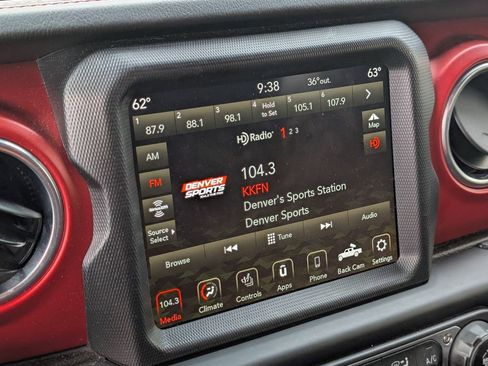 62° 9:38 36°out. 63°
1 87.9 2 88.1 3 98.1 4 Hold to Set 5 105.1 6 107.9
HD Radio 1 2 3
Map
AM
HD
FM
104.3
KKFN
DENVER
SPORTS
SiriusXM
Denver's Sports Station
Denver Sports
Source
Select
Browse
Tune
Audio
104.3
Media
Climate
Controls
Apps
Phone
Back Cam
Settings
A/C